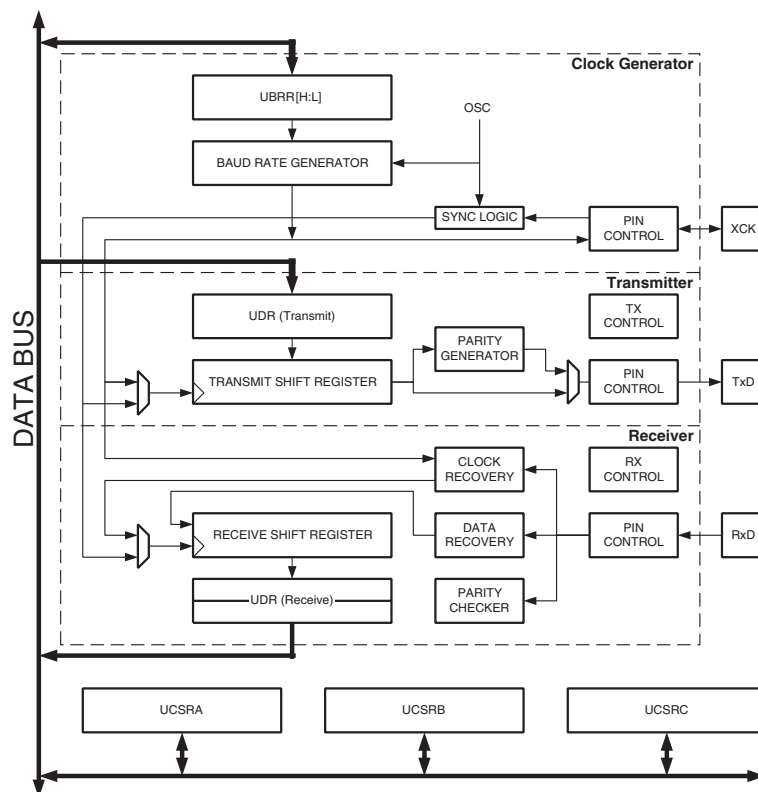 Clock Generator
UBRR[H:L]
OSC
BAUD RATE GENERATOR
SYNC LOGIC
PIN
CONTROL
XCK
Transmitter
UDR (Transmit)
TX
CONTROL
PARITY
GENERATOR
TRANSMIT SHIFT REGISTER
PIN
CONTROL
TxD
DATA BUS
Receiver
CLOCK
RECOVERY
RX
CONTROL
RECEIVE SHIFT REGISTER
DATA
RECOVERY
PIN
CONTROL
RxD
UDR (Receive)
PARITY
CHECKER
UCSRA
UCSRB
UCSRC